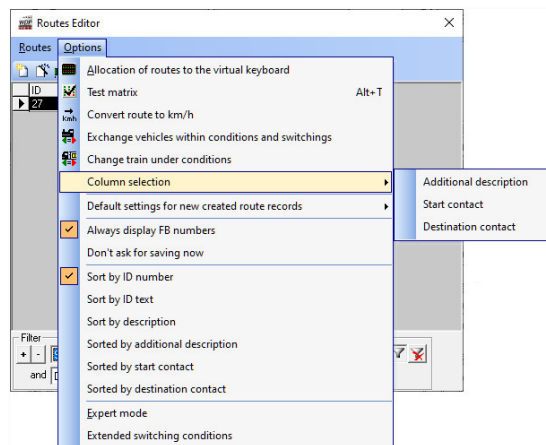 Routes Editor
Routes Options
ID
27
Allocation of routes to the virtual keyboard
Test matrix Alt+T
Convert route to km/h
Exchange vehicles within conditions and switchings
Change train under conditions
Column selection
Additional description
Start contact
Destination contact
Default settings for new created route records
Always display FB numbers
Don't ask for saving now
Sort by ID number
Sort by ID text
Sort by description
Sorted by additional description
Sorted by start contact
Sorted by destination contact
Expert mode
Extended switching conditions
Filter
+ -
and